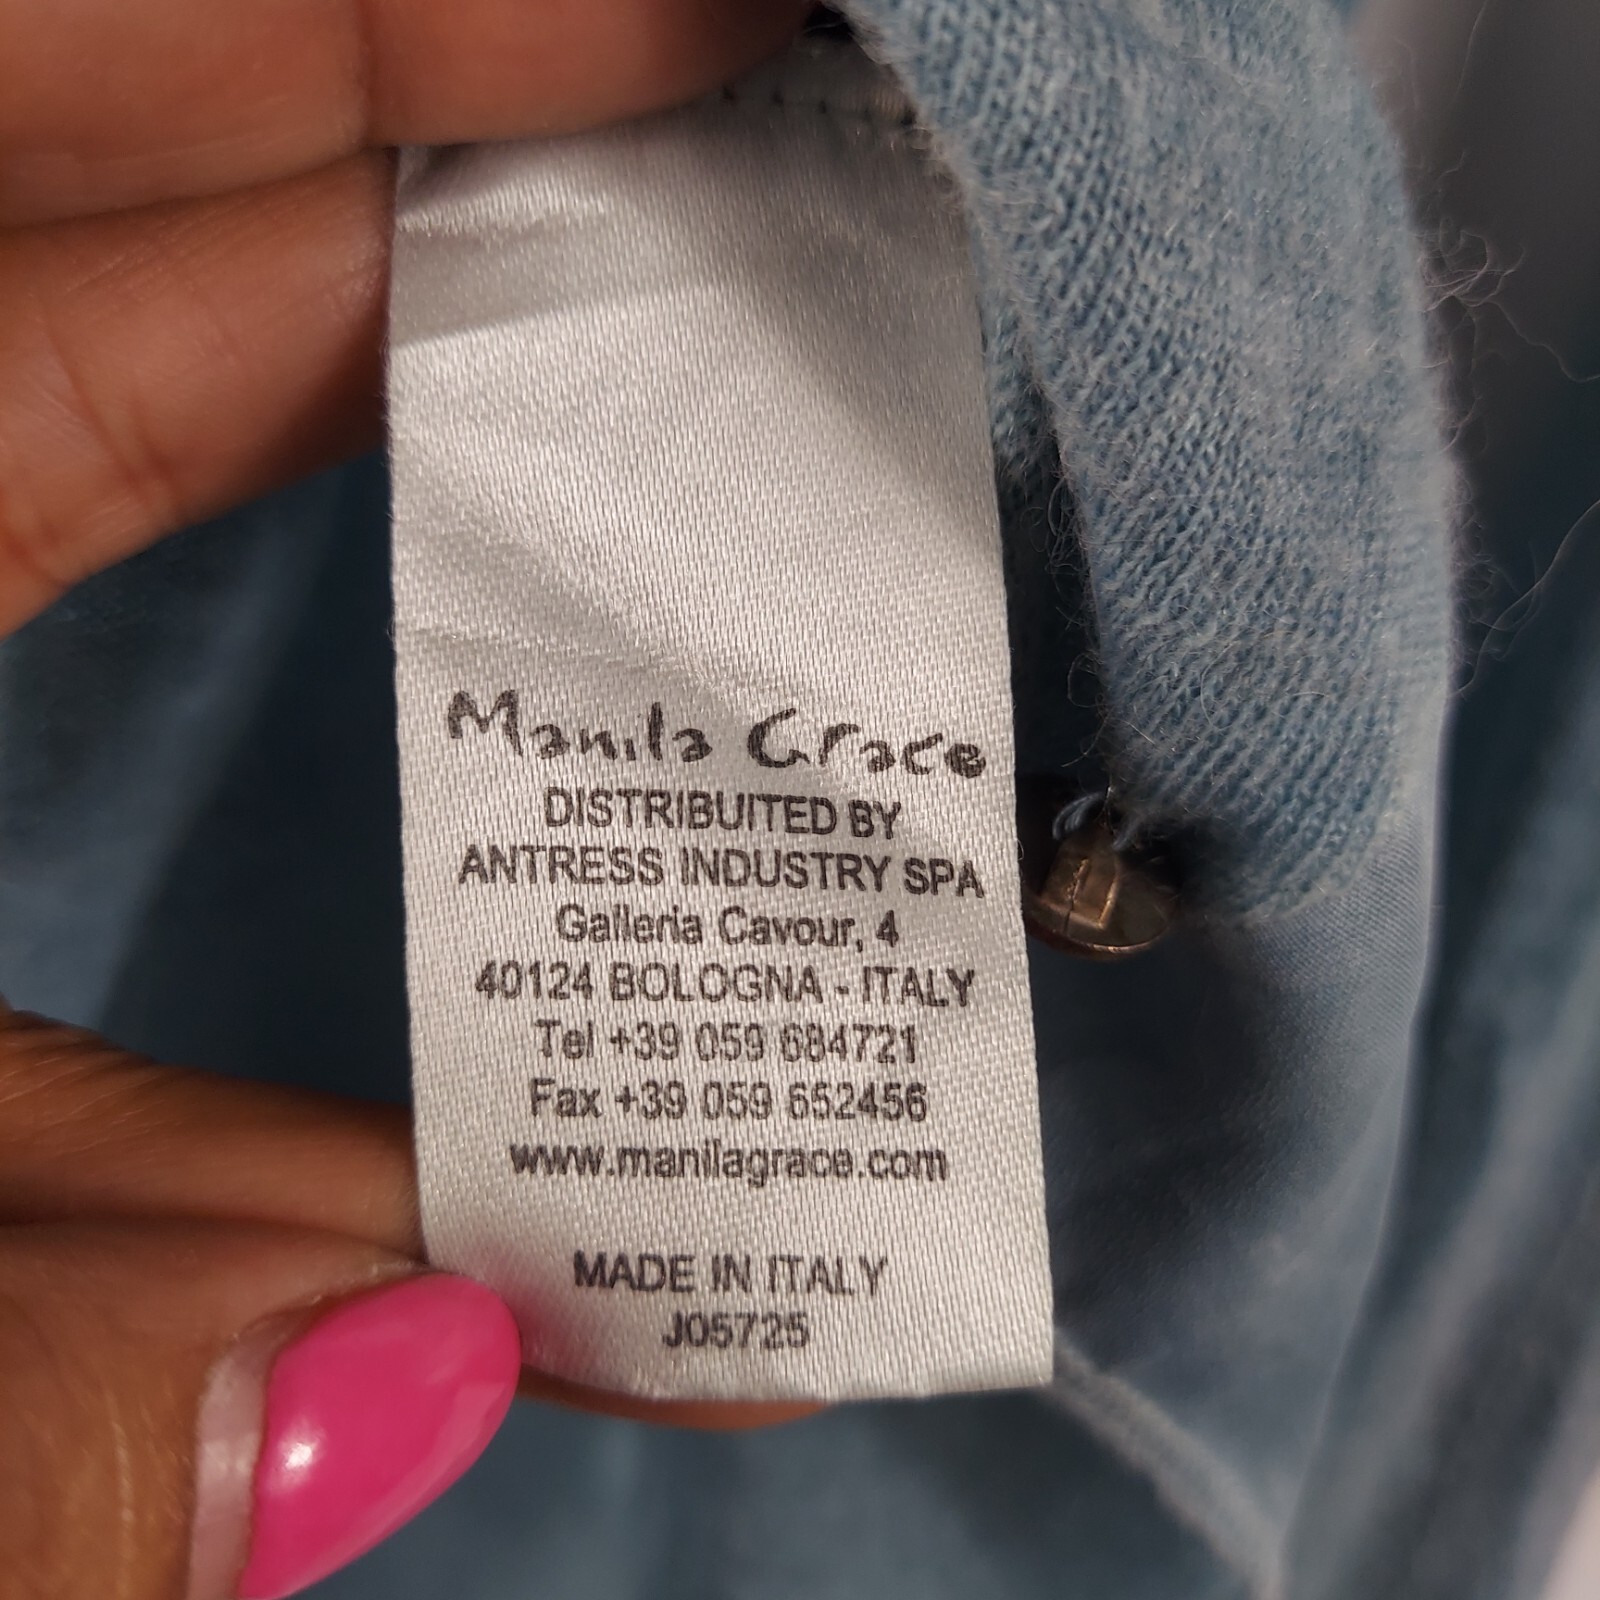 Manila Grace
DISTRIBUITED BY
ANTRESS INDUSTRY SPA
Galleria Cavour, 4
40124 BOLOGNA - ITALY
Tel +39 059 684721
Fax +39 059 652456
www.manilagrace.com
MADE IN ITALY
J05725